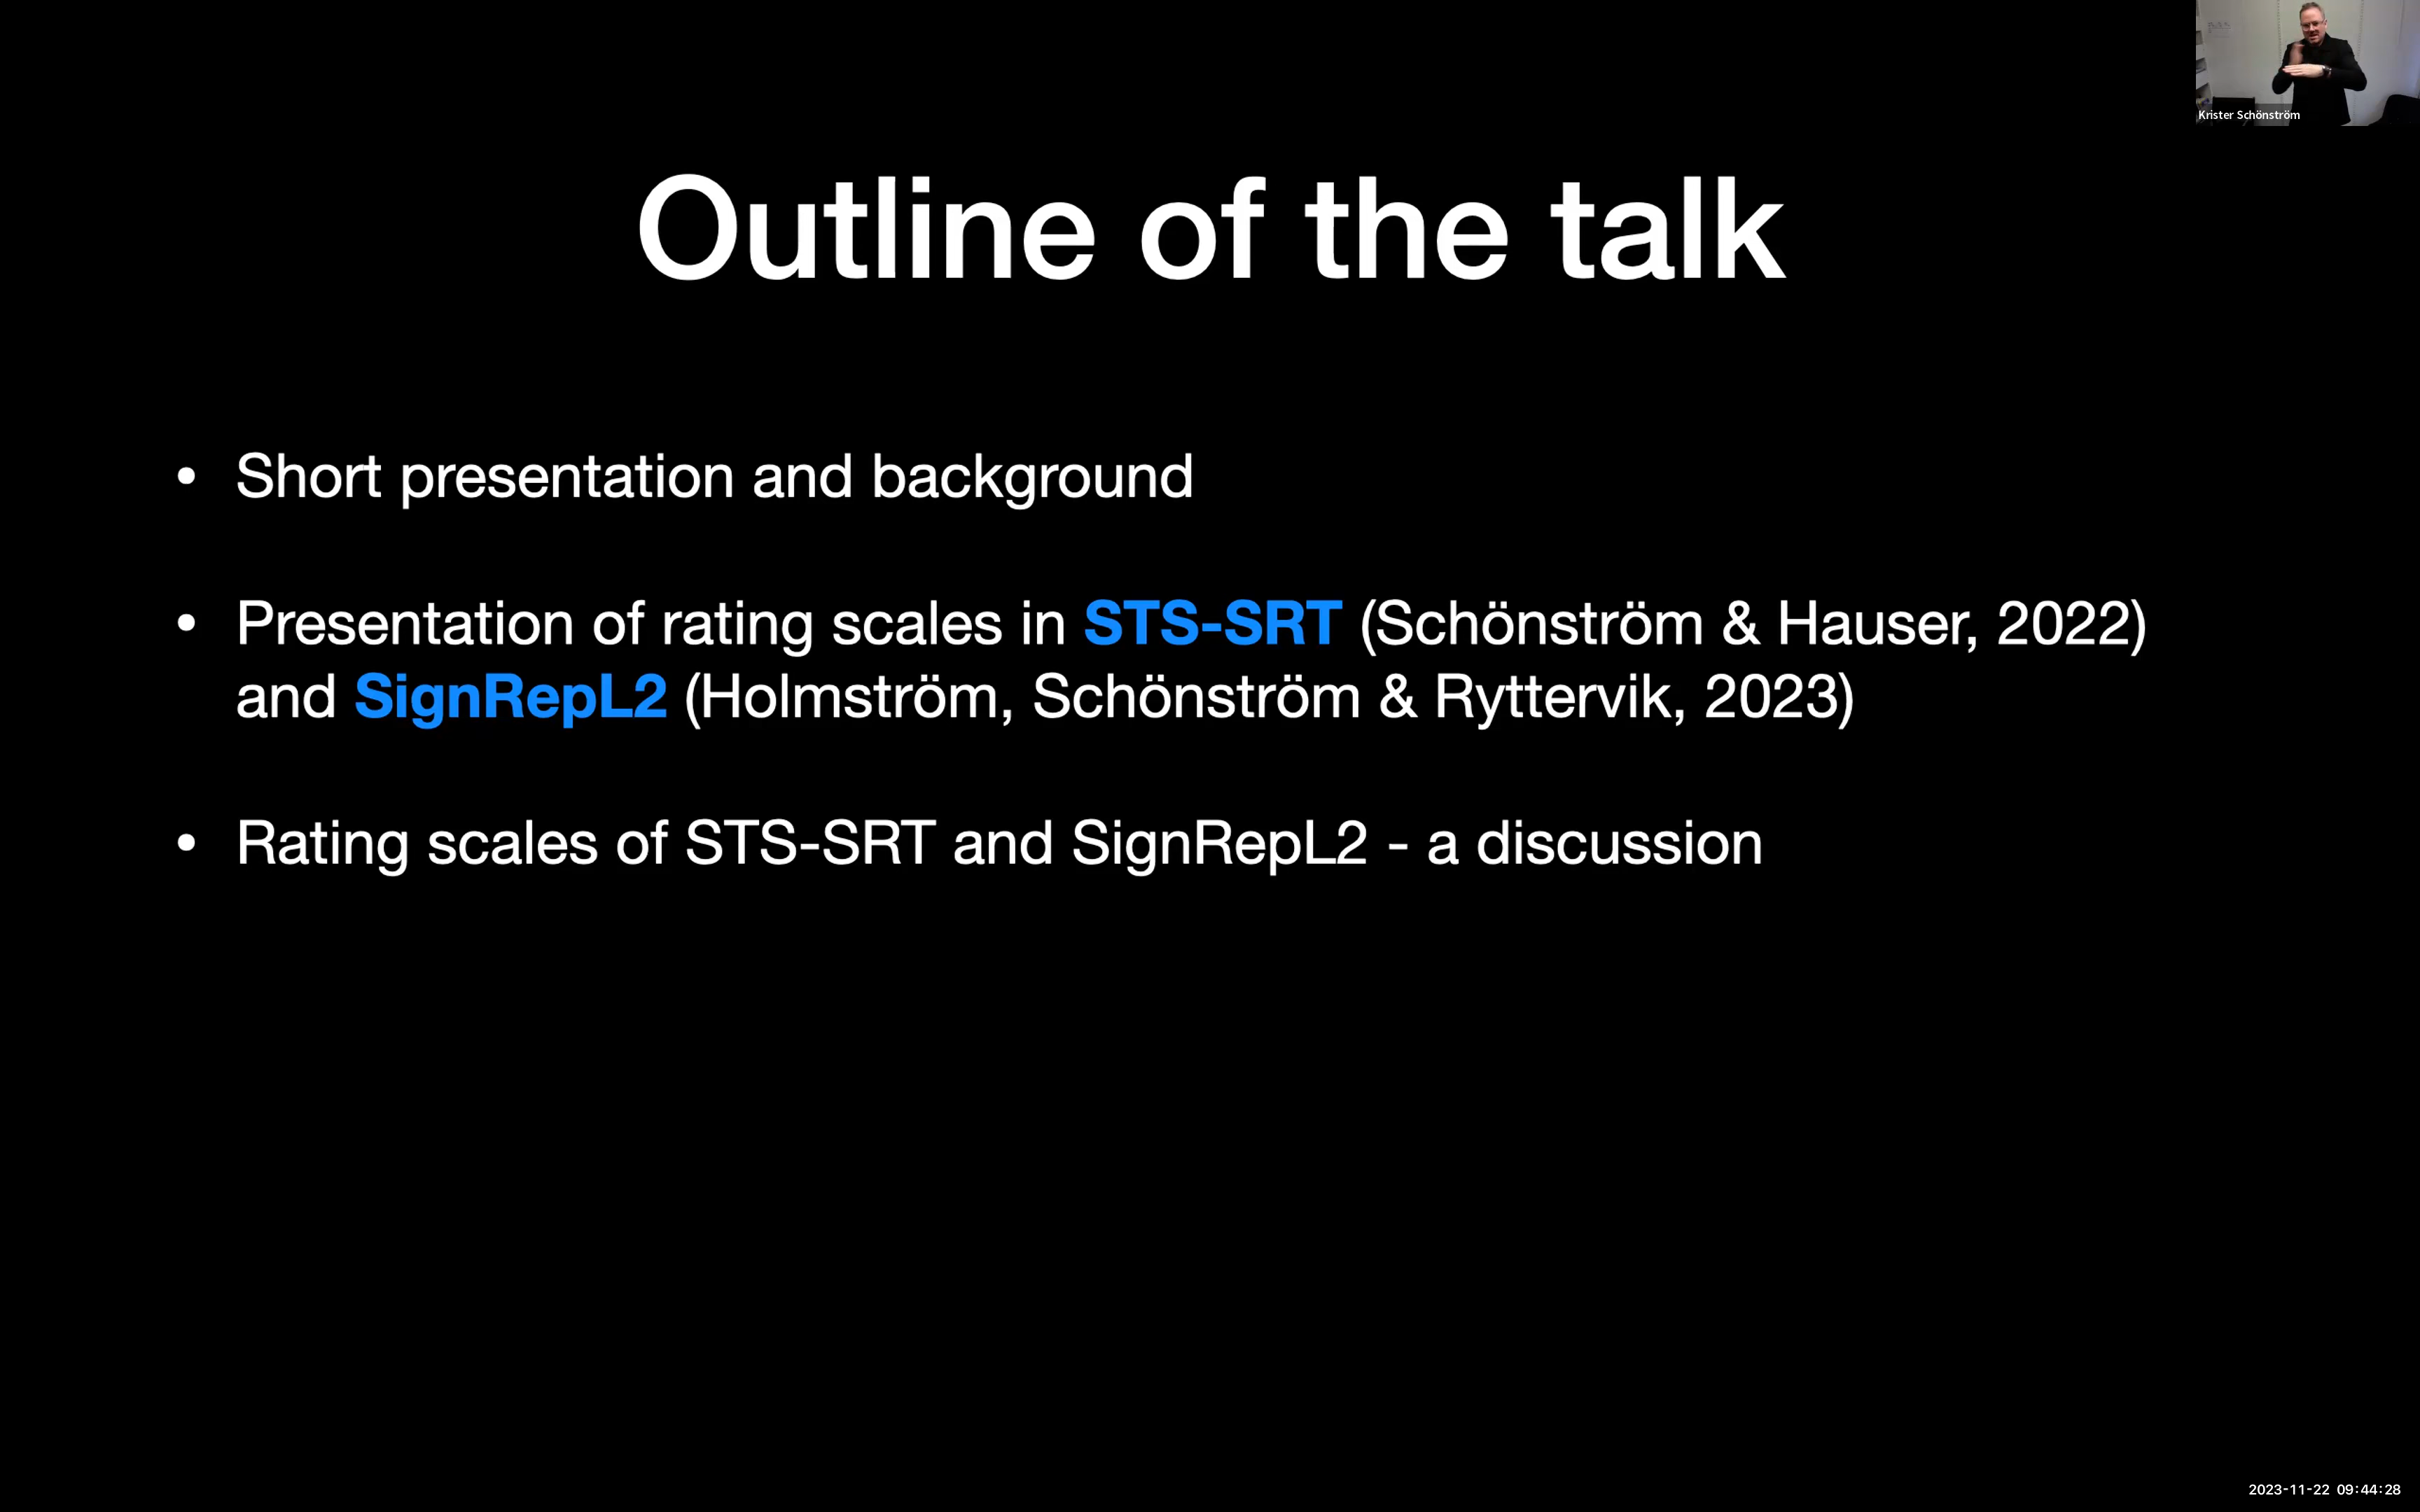 Krister Schönström
Outline of the talk
• Short presentation and background
• Presentation of rating scales in STS-SRT (Schönström & Hauser, 2022)
and SignRepL2 (Holmström, Schönström & Ryttervik, 2023)
• Rating scales of STS-SRT and SignRepL2 - a discussion
2023-11-22 09:44:28